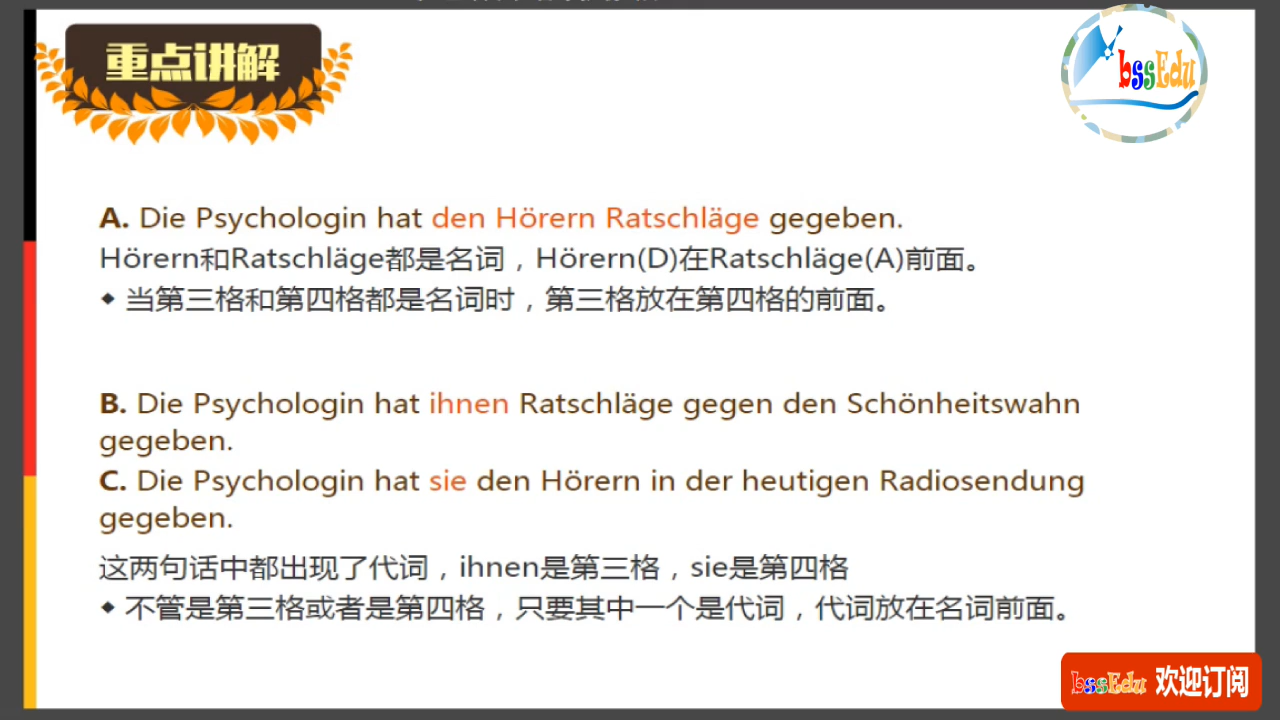 重点讲解
bssEdu
A. Die Psychologin hat den Hörern Ratschläge gegeben.
Hörern和Ratschläge都是名词，Hörern(D)在Ratschläge(A)前面。
◆ 当第三格和第四格都是名词时，第三格放在第四格的前面。
B. Die Psychologin hat ihnen Ratschläge gegen den Schönheitswahn
gegeben.
C. Die Psychologin hat sie den Hörern in der heutigen Radiosendung
gegeben.
这两句话中都出现了代词，ihnen是第三格，sie是第四格
◆ 不管是第三格或者是第四格，只要其中一个是代词，代词放在名词前面。
bssEdu 欢迎订阅